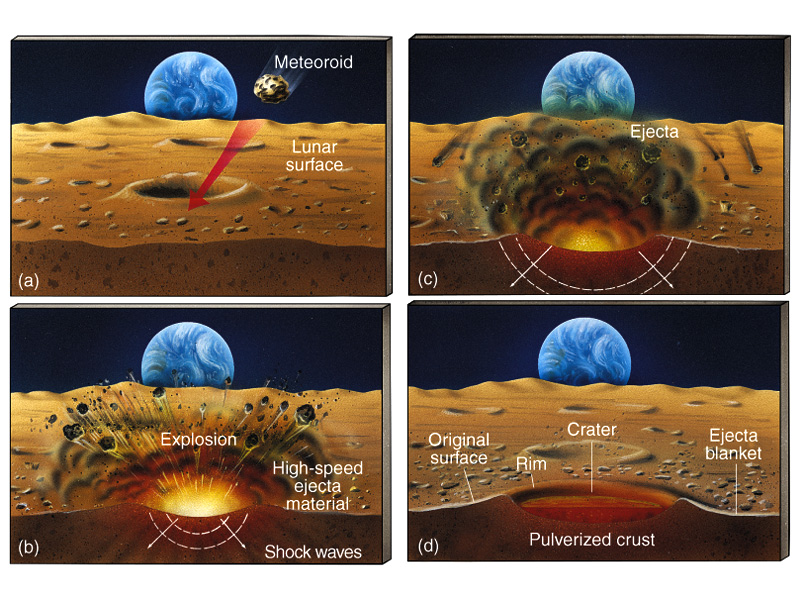 Meteoroid
Lunar
surface
(a)
Explosion
High-speed
ejecta
material
Shock waves
(b)
Ejecta
(c)
Original
surface
Rim
Crater
Ejecta
blanket
Pulverized crust
(d)